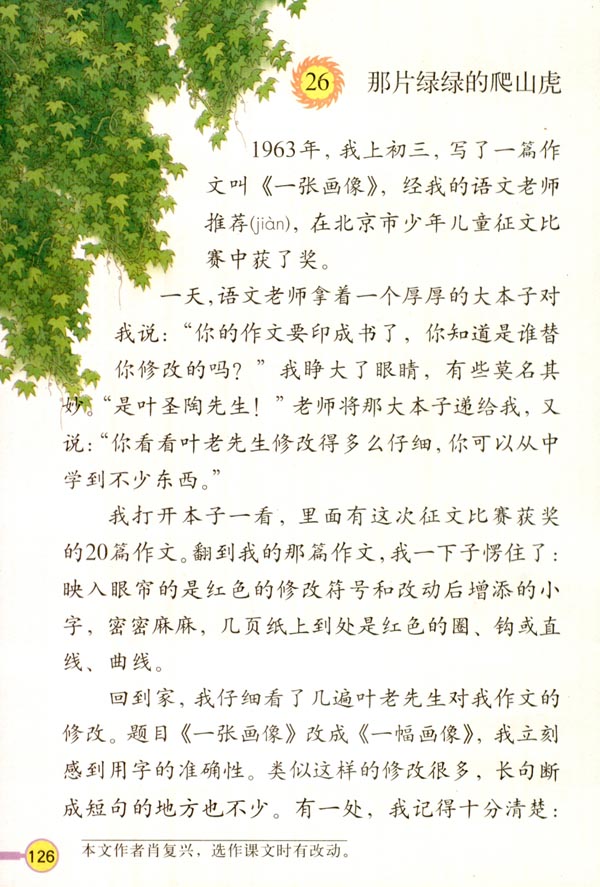 26 那片绿绿的爬山虎
1963年，我上初三，写了一篇作
文叫《一张画像》，经我的语文老师
推荐(jiàn)，在北京市少年儿童征文比
赛中获了奖。
一天，语文老师拿着一个厚厚的大本子对
我说：“你的作文要印成书了，你知道是谁替
你修改的吗？”我睁大了眼睛，有些莫名其
妙。“是叶圣陶先生！”老师将那大本子递给我，又
说：“你看看叶老先生修改得多么仔细，你可以从中
学到不少东西。”
我打开本子一看，里面有这次征文比赛获奖
的20篇作文。翻到我的那篇作文，我一下子愣住了：
映入眼帘的是红色的修改符号和改动后增添的小
字，密密麻麻，几页纸上到处是红色的圈、钩或直
线、曲线。
回到家，我仔细看了几遍叶老先生对我作文的
修改。题目《一张画像》改成《一幅画像》，我立刻
感到用字的准确性。类似这样的修改很多，长句断
成短句的地方也不少。有一处，我记得十分清楚：
本文作者肖复兴，选作课文时有改动。
126